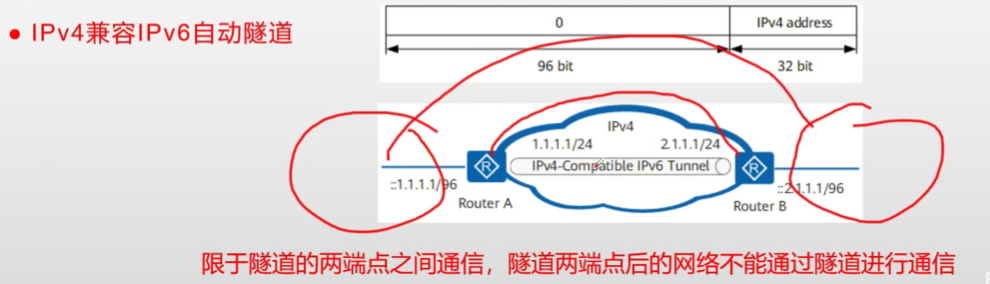 ● IPv4兼容IPv6自动隧道
0
IPv4 address
96 bit
32 bit
IPv4
1.1.1.1/24
2.1.1.1/24
IPv4-Compatible IPv6 Tunnel
R
R
::1.1.1.1/96
::2.1.1.1/96
Router A
Router B
限于隧道的两端点之间通信，隧道两端点后的网络不能通过隧道进行通信